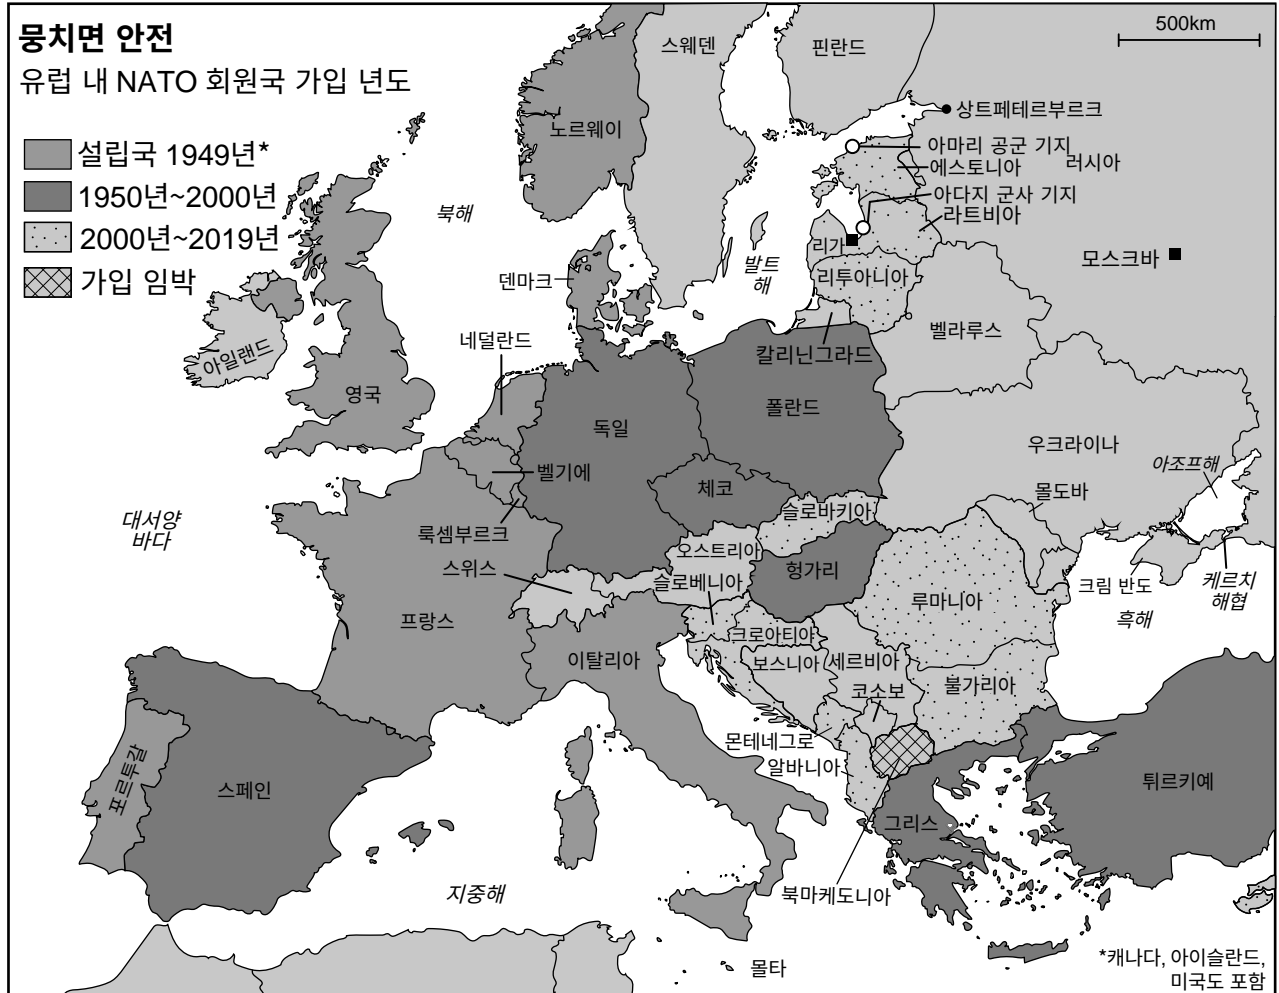 뭉치면 안전
유럽 내 NATO 회원국 가입 년도
설립국 1949년*
1950년~2000년
2000년~2019년
가입 임박
500km
스웨덴
핀란드
노르웨이
상트페테르부르크
아마리 공군 기지
에스토니아
러시아
아다지 군사 기지
라트비아
리가
모스크바
북해
발트
해
덴마크
리투아니아
벨라루스
네덜란드
칼리닌그라드
아일랜드
영국
독일
폴란드
우크라이나
아조프해
벨기에
체코
몰도바
슬로바키아
대서양
바다
룩셈부르크
오스트리아
스위스
슬로베니아
헝가리
크림 반도
케르치
해협
루마니아
흑해
프랑스
크로아티아
이탈리아
보스니아
세르비아
코소보
불가리아
몬테네그로
알바니아
포르투갈
스페인
튀르키예
그리스
지중해
북마케도니아
몰타
*캐나다, 아이슬란드,
미국도 포함